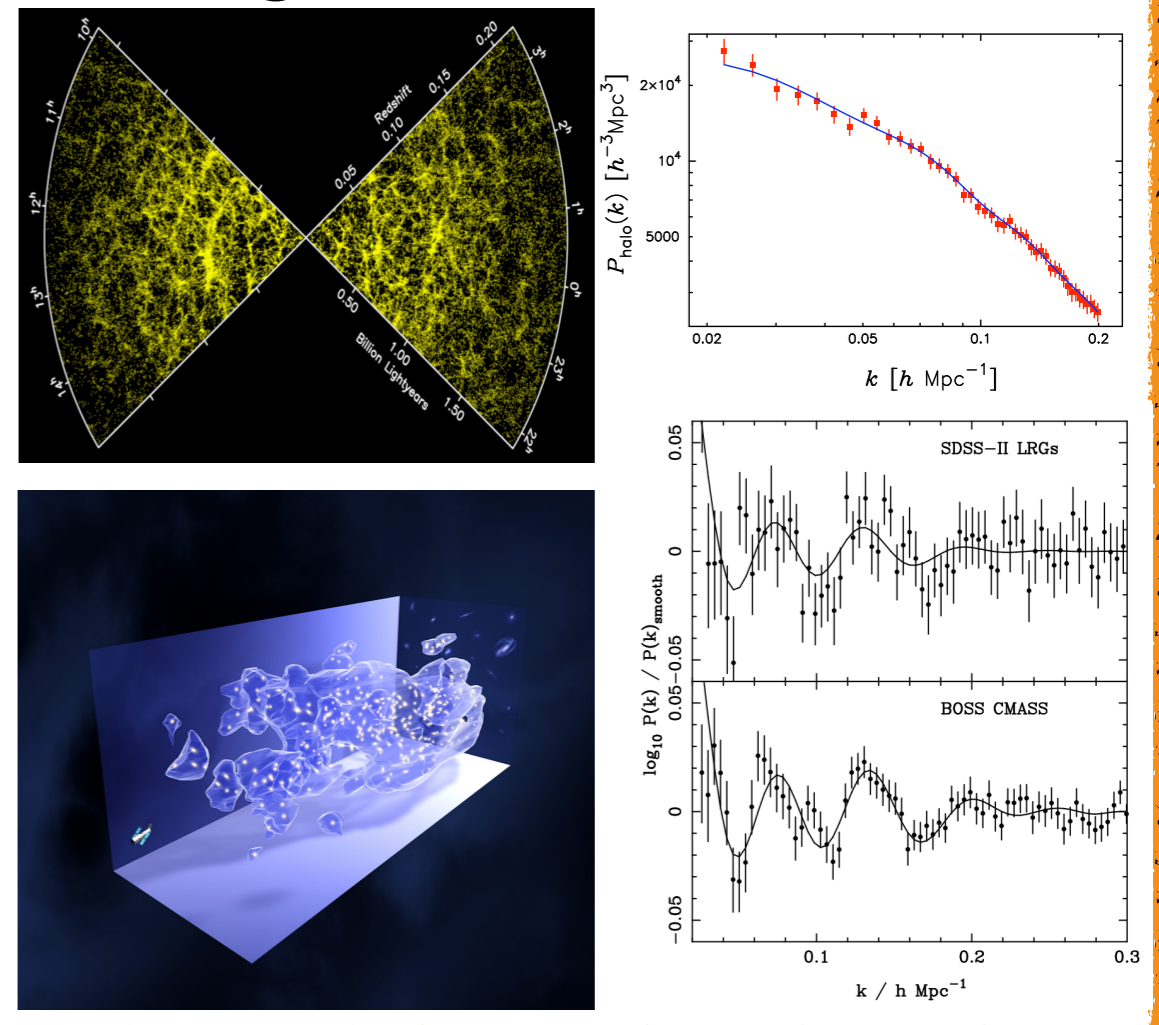 10ʰ
11ʰ
12ʰ
13ʰ
14ʰ
Redshift
0.05
0.10
0.15
0.20
3ʰ
2ʰ
1ʰ
0ʰ
23ʰ
22ʰ
0.50
1.00
1.50
Billion Lightyears
P_halo(k) [h⁻³Mpc³]
2×10⁴
10⁴
5000
0.02
0.05
0.1
0.2
k [h Mpc⁻¹]
log₁₀ P(k) / P(k)_smooth
0.05
0
−0.05
SDSS−II LRGs
0.05
0
−0.05
BOSS CMASS
0.1
0.2
0.3
k / h Mpc⁻¹